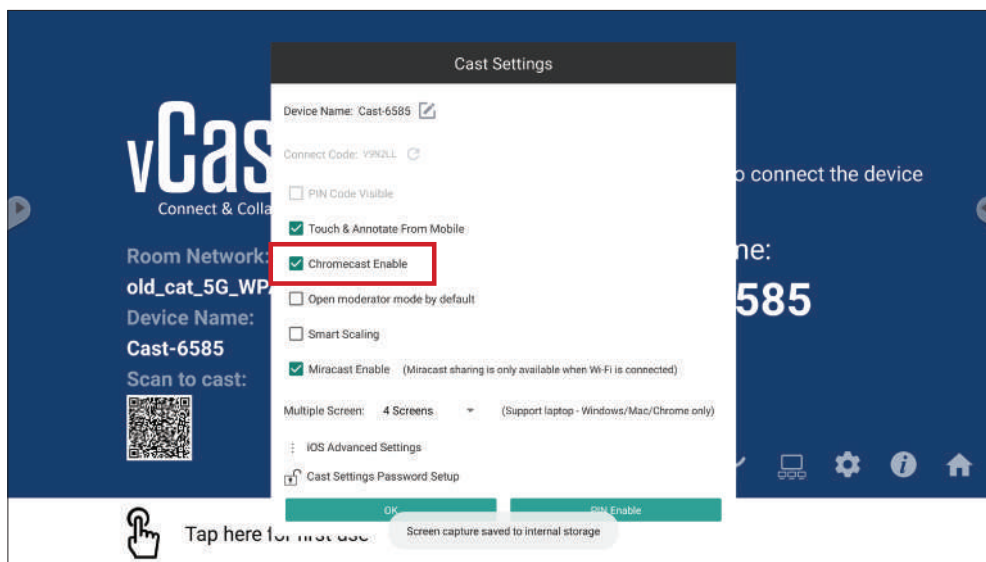 Cast Settings
Device Name: Cast-6585
Connect Code: V9N2LL
PIN Code Visible
Touch & Annotate From Mobile
Chromecast Enable
Open moderator mode by default
Smart Scaling
Miracast Enable (Miracast sharing is only available when Wi-Fi is connected)
Multiple Screen: 4 Screens (Support laptop - Windows/Mac/Chrome only)
iOS Advanced Settings
Cast Settings Password Setup
OK
PIN Enable
Screen capture saved to internal storage
vCas
Connect & Colla
Room Network:
old_cat_5G_WP
Device Name:
Cast-6585
Scan to cast:
o connect the device
me:
585
Tap here for first use